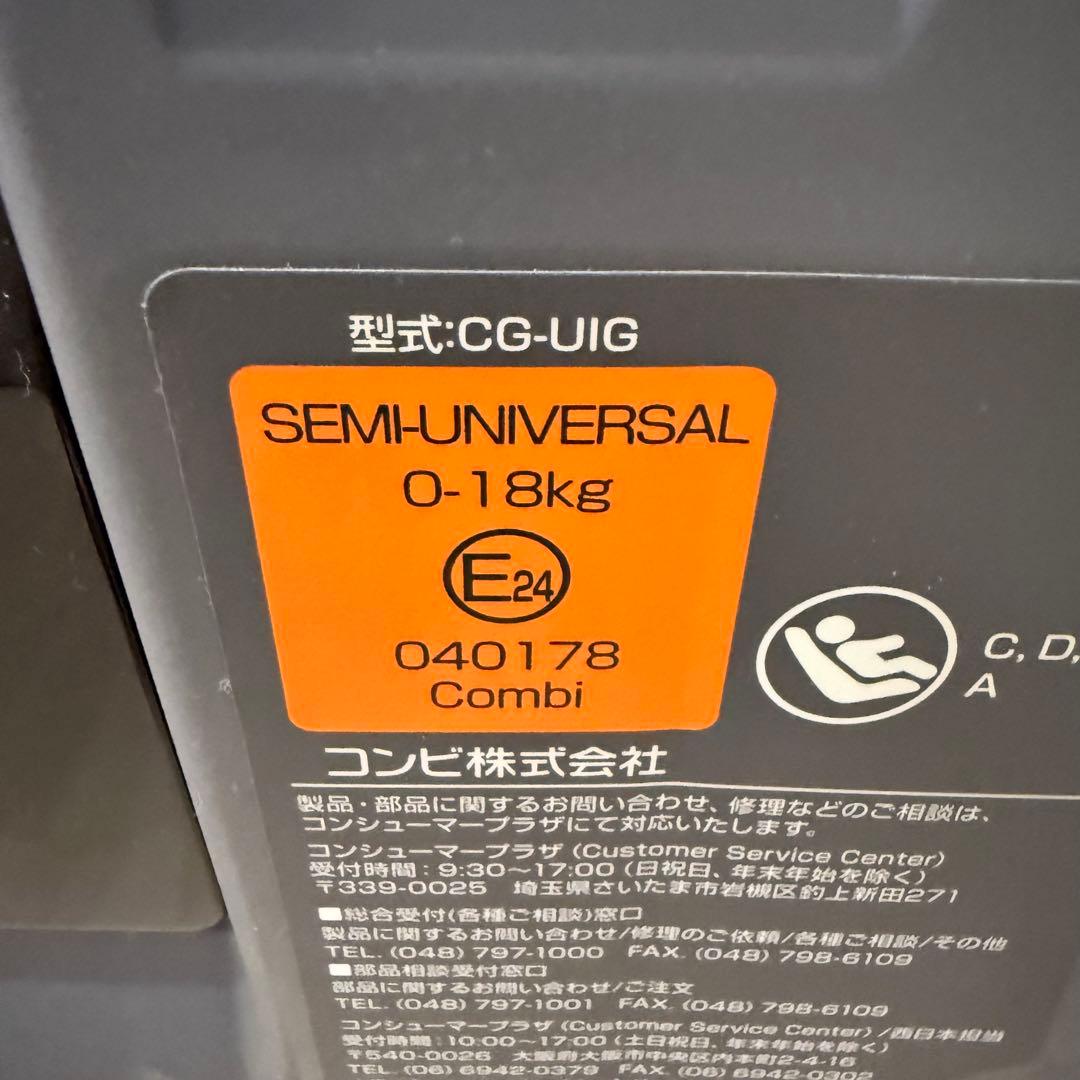 型式:CG-UIG
SEMI-UNIVERSAL
0-18kg
E24
040178
Combi
C, D,
A
コンビ株式会社
製品・部品に関するお問い合わせ、修理などのご相談は、
コンシューマープラザにて対応いたします。
コンシューマープラザ (Customer Service Center)
受付時間:9:30~17:00 (日祝日、年末年始を除く)
〒339-0025 埼玉県さいたま市岩槻区釣上新田271
■総合受付(各種ご相談)窓口
製品に関するお問い合わせ/修理のご依頼/各種ご相談/その他
TEL. (048) 797-1000 FAX. (048) 798-6109
■部品相談受付窓口
部品に関するお問い合わせ/ご注文
TEL. (048) 797-1001 FAX. (048) 798-6109
コンシューマープラザ (Customer Service Center) /西日本担当
受付時間:10:00~17:00 (土日祝日、年末年始を除く)
〒540-0026 大阪府大阪市中央区内本町2-4-16
TEL. (06) 6942-0379 FAX. (06) 6942-0302